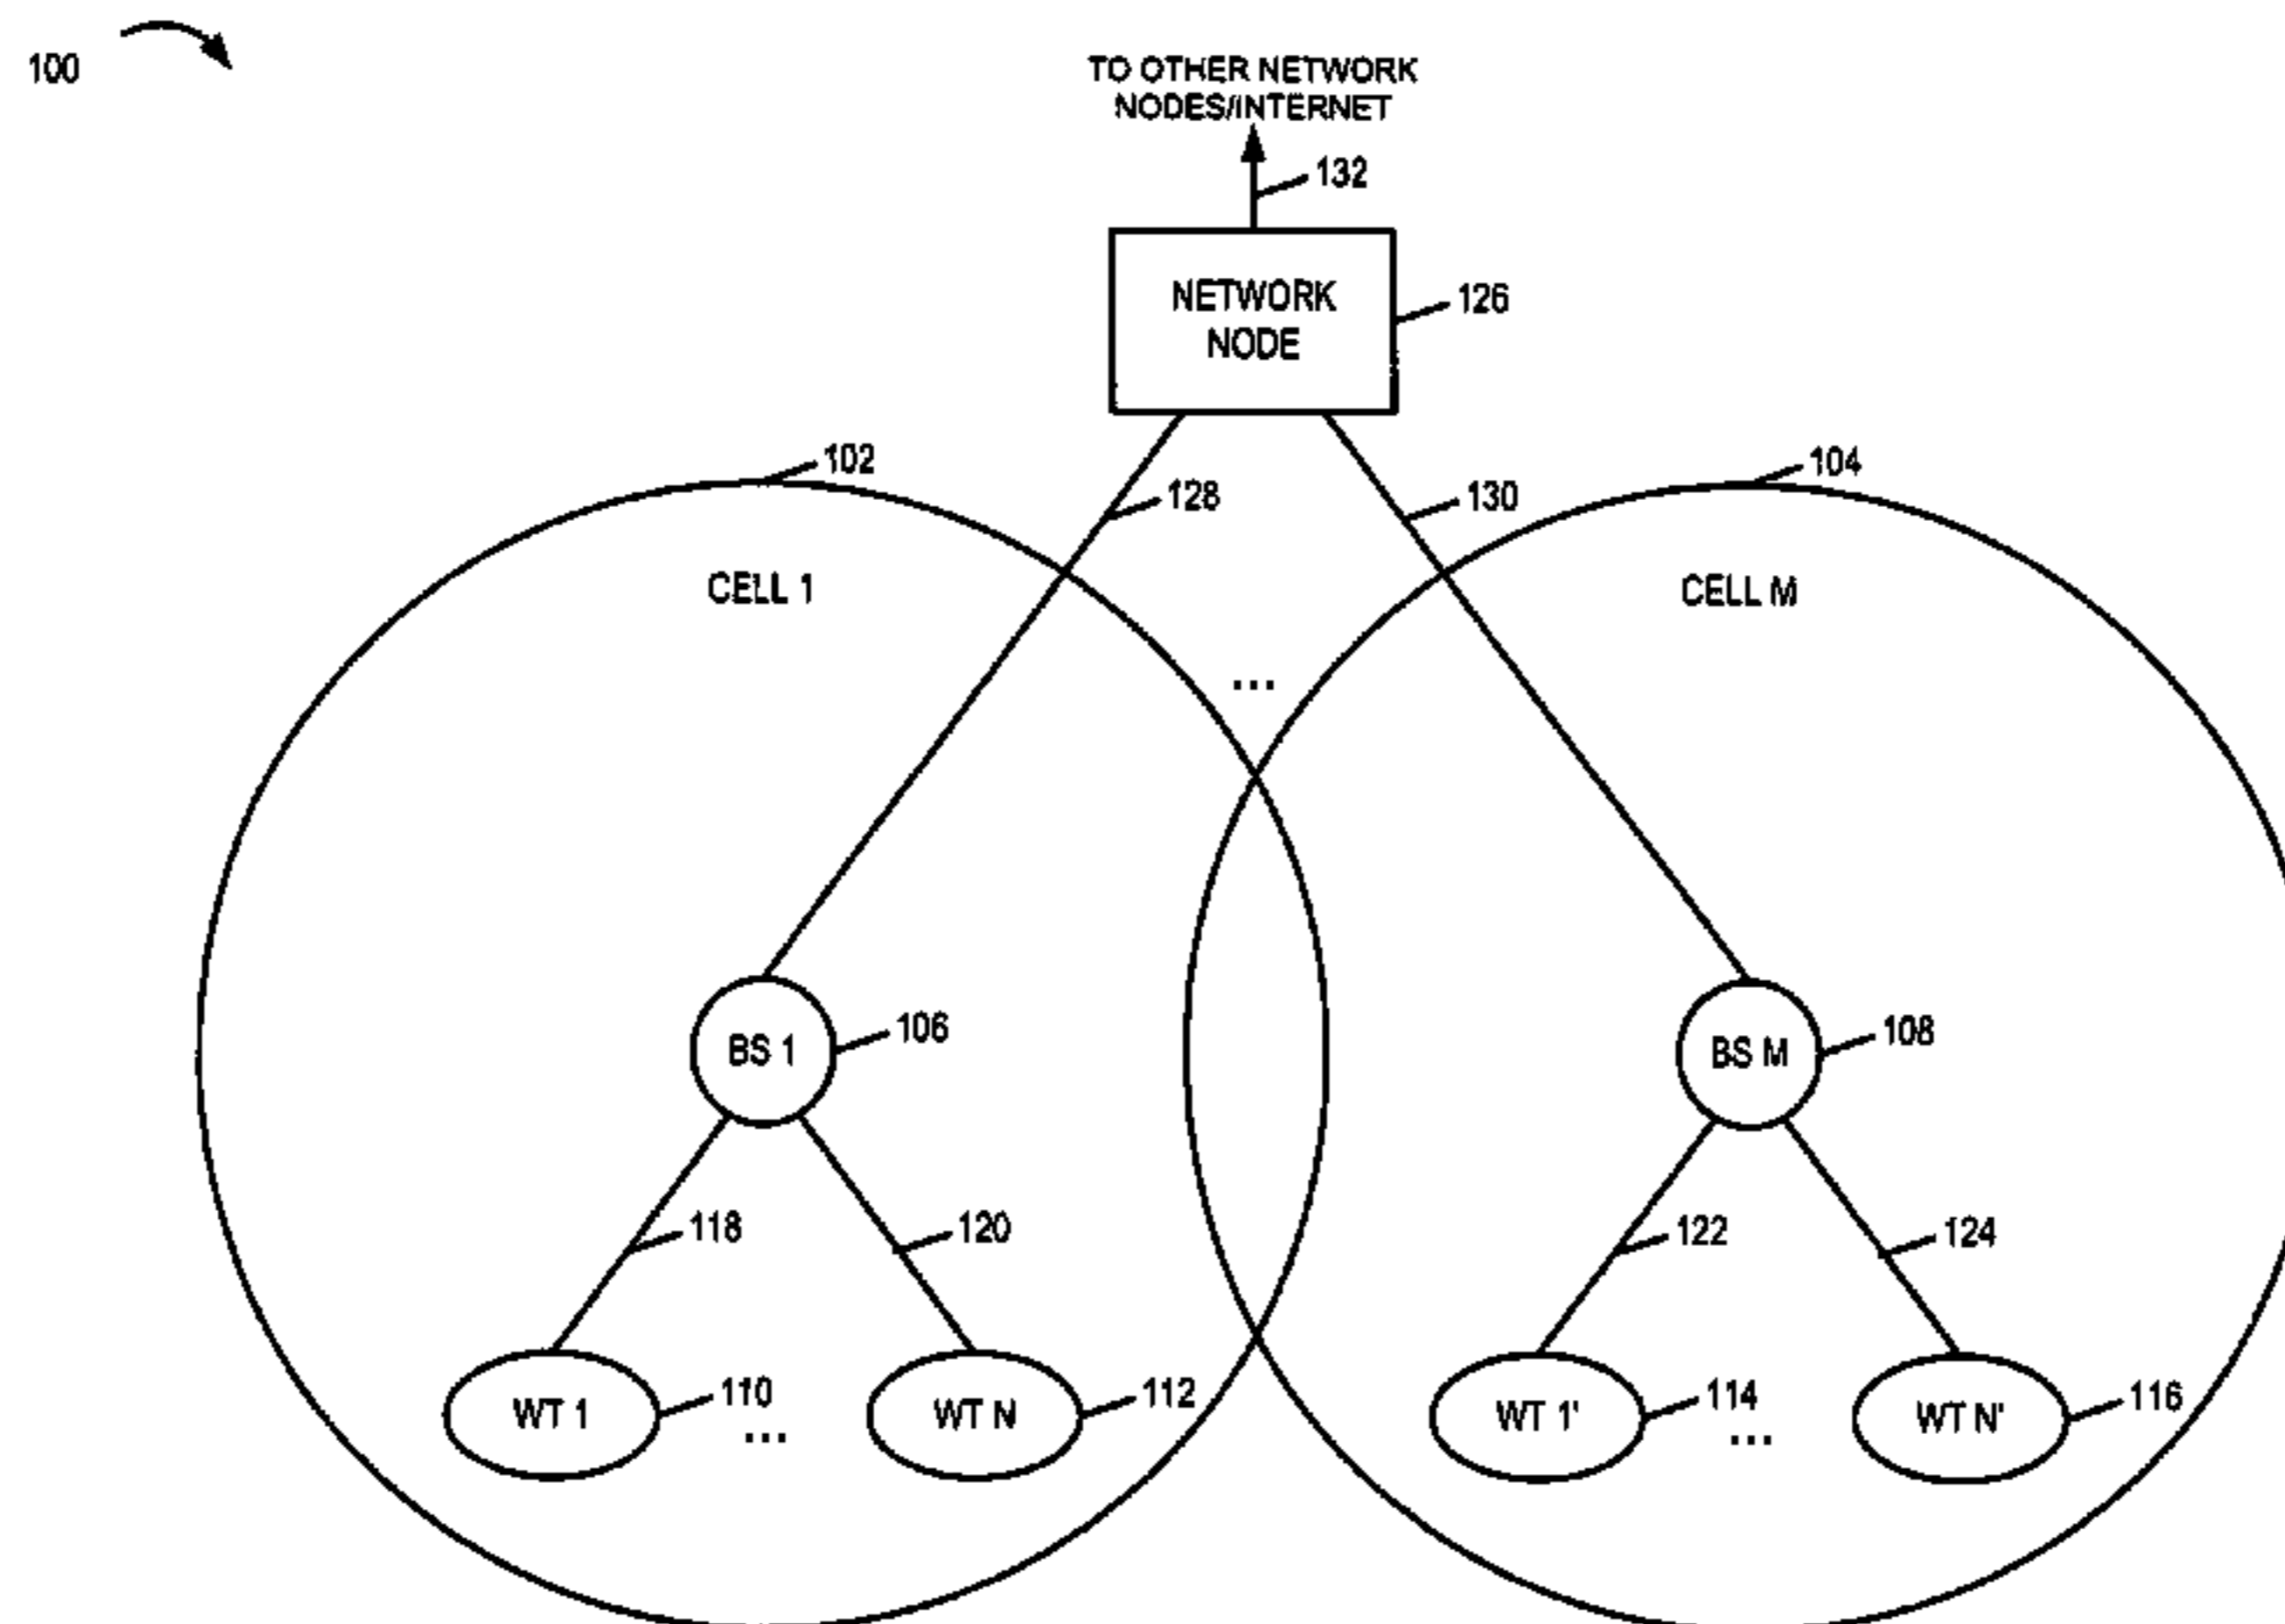 100
TO OTHER NETWORK
NODES/INTERNET
132
NETWORK
NODE
126
102
104
128
130
CELL 1
CELL M
...
BS 1
106
BS M
108
118
120
122
124
WT 1
110
...
WT N
112
WT 1'
114
...
WT N'
116